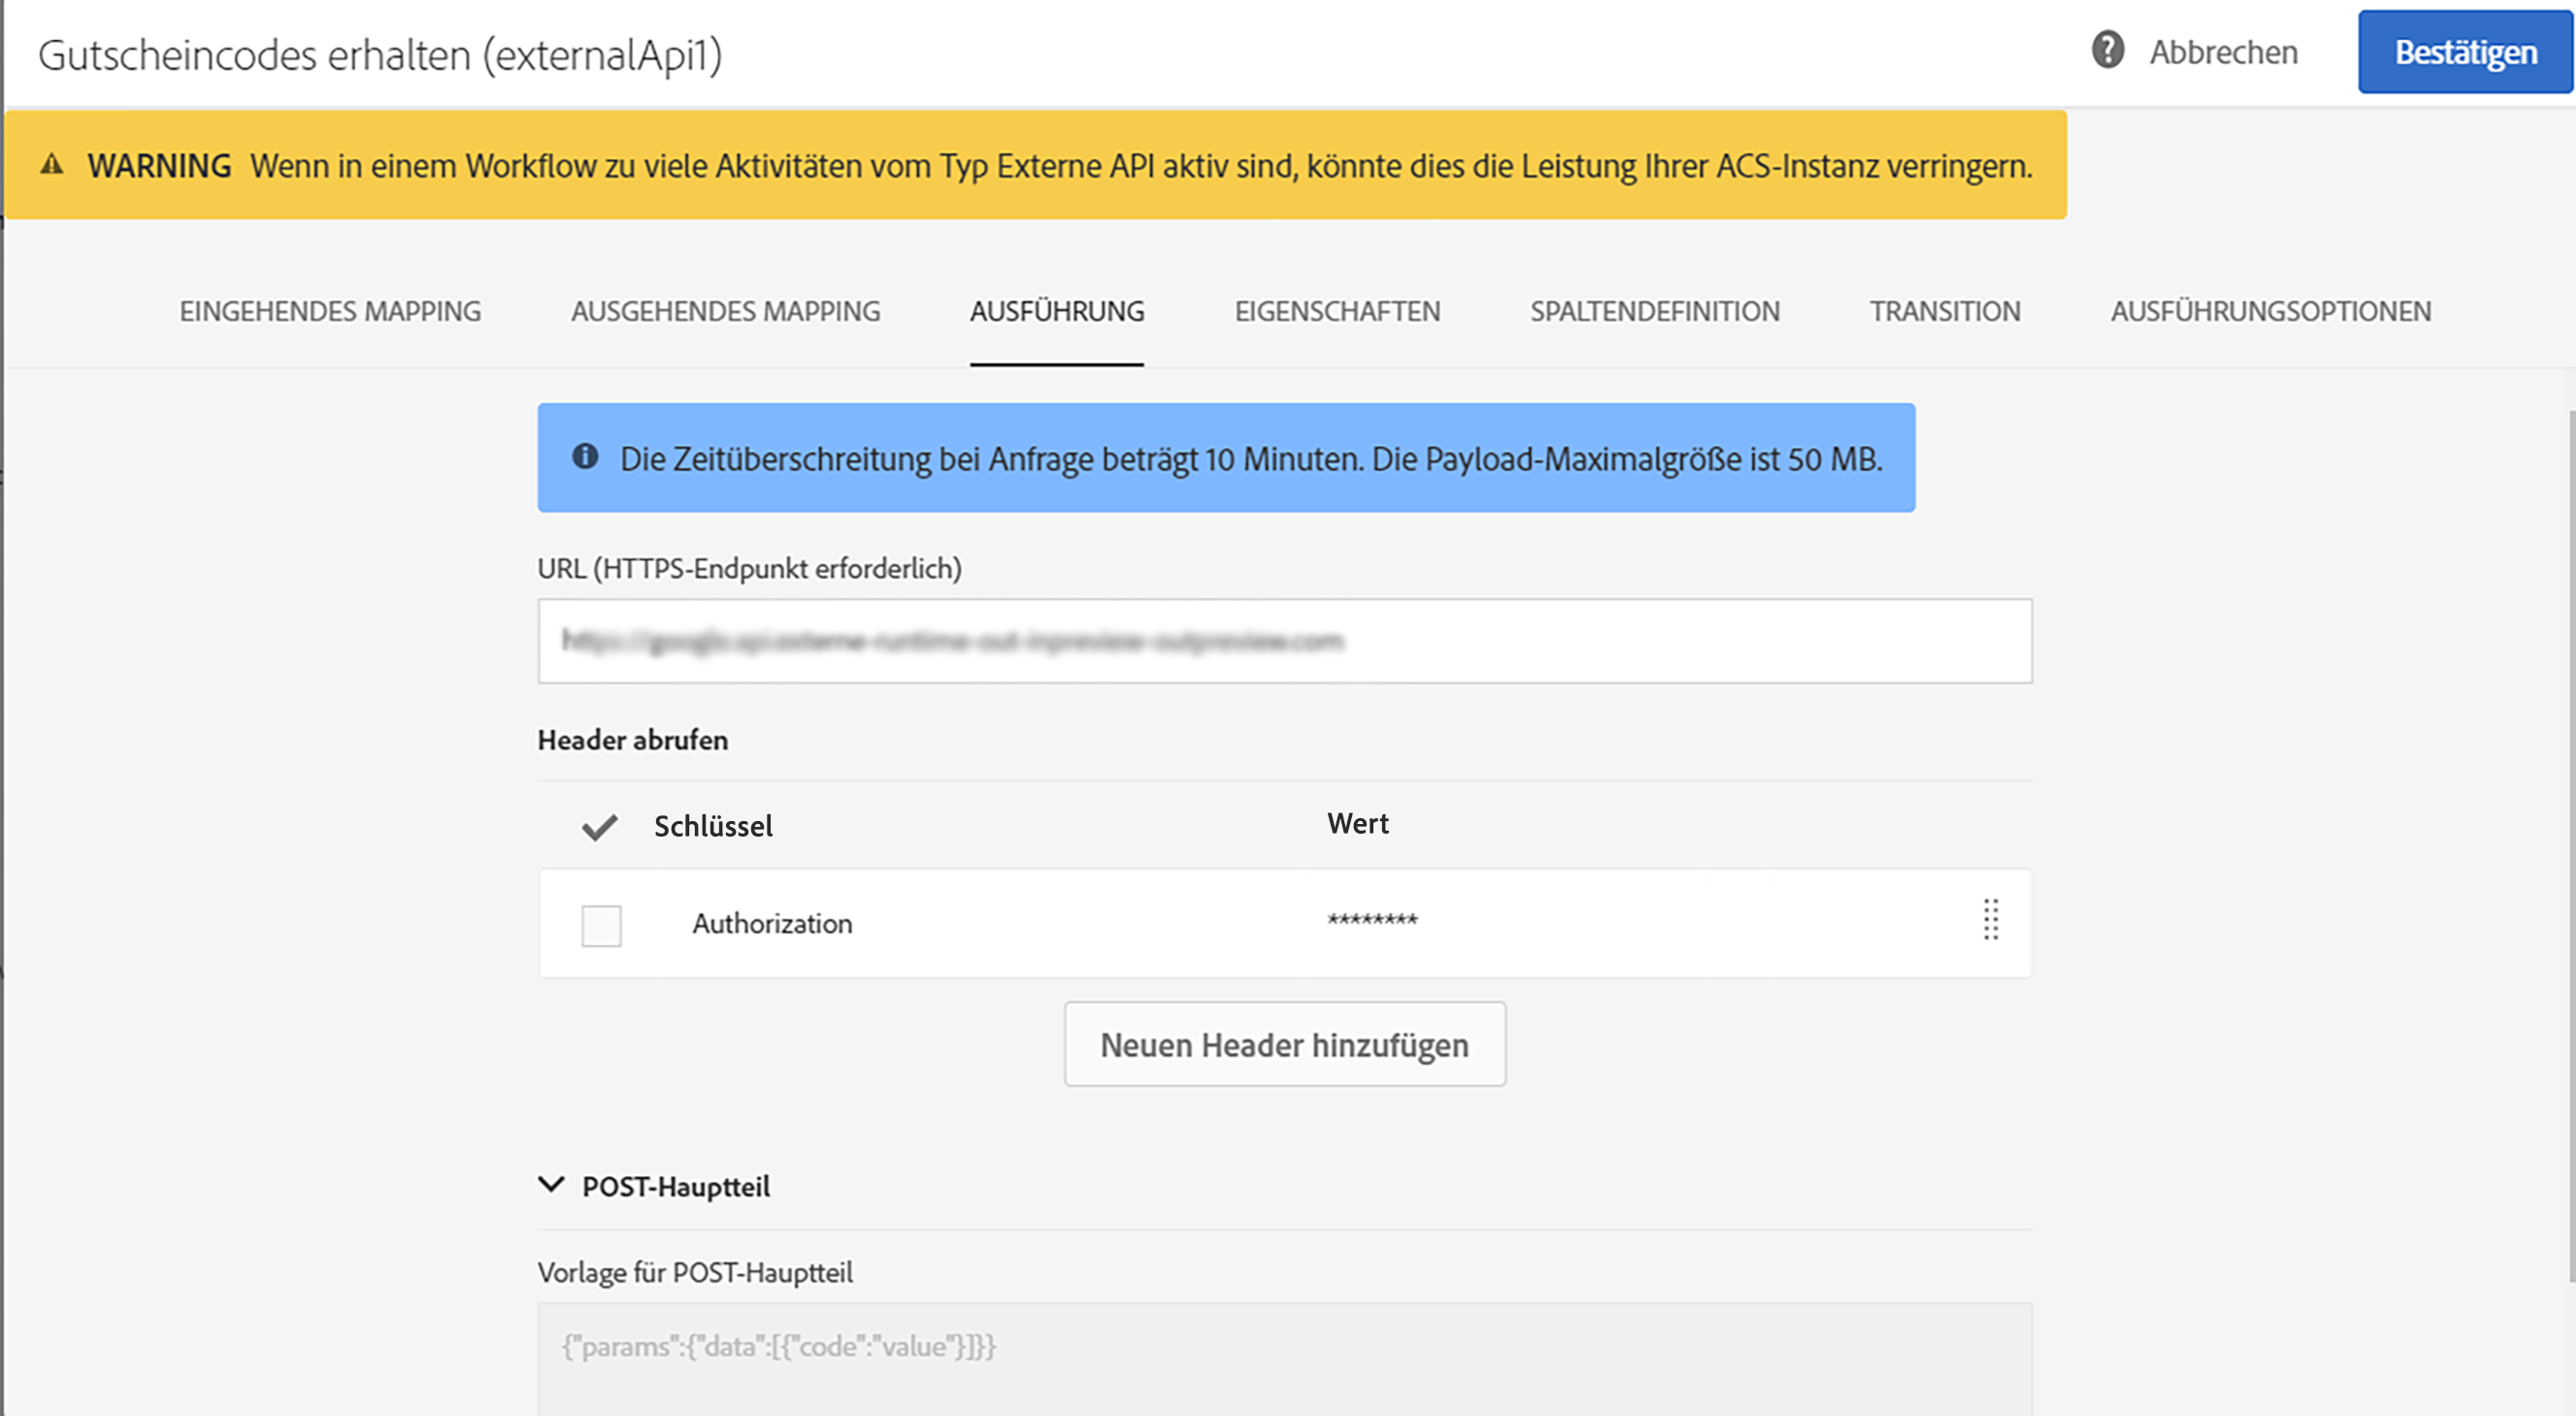 Gutscheincodes erhalten (externalApi1)
Abbrechen
Bestätigen
WARNING Wenn in einem Workflow zu viele Aktivitäten vom Typ Externe API aktiv sind, könnte dies die Leistung Ihrer ACS-Instanz verringern.
EINGEHENDES MAPPING AUSGEHENDES MAPPING AUSFÜHRUNG EIGENSCHAFTEN SPALTENDEFINITION TRANSITION AUSFÜHRUNGSOPTIONEN
Die Zeitüberschreitung bei Anfrage beträgt 10 Minuten. Die Payload-Maximalgröße ist 50 MB.
URL (HTTPS-Endpunkt erforderlich)
Header abrufen
Schlüssel Wert
Authorization ********
Neuen Header hinzufügen
POST-Hauptteil
Vorlage für POST-Hauptteil
{"params":{"data":[{"code":"value"}]}}